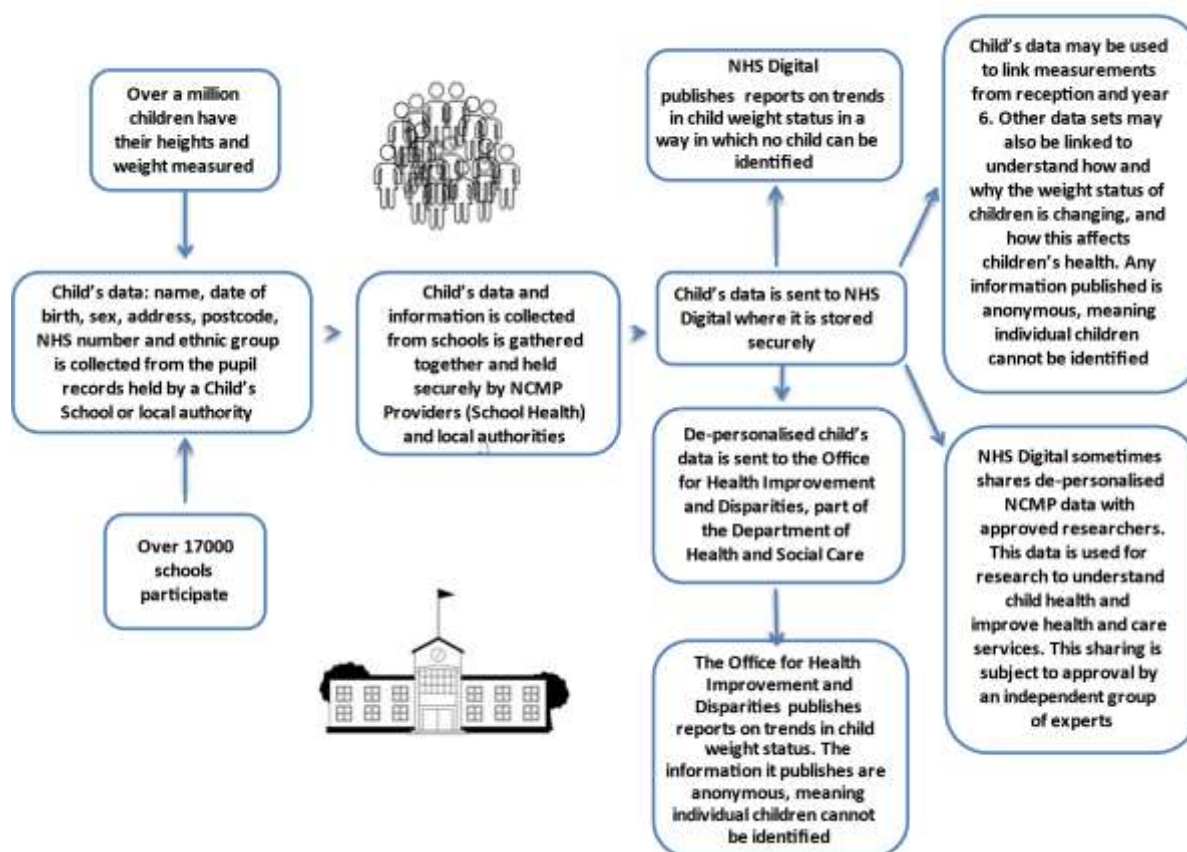 Over a million
children have
their heights and
weight measured
Child's data: name, date of
birth, sex, address, postcode,
NHS number and ethnic group
is collected from the pupil
records held by a Child's
School or local authority
Over 17000
schools
participate
Child's data and
information is collected
from schools is gathered
together and held
securely by NCMP
Providers (School Health)
and local authorities
NHS Digital
publishes reports on trends
in child weight status in a
way in which no child can be
identified
Child's data is sent to NHS
Digital where it is stored
securely
De-personalised child's
data is sent to the Office
for Health Improvement
and Disparities, part of
the Department of
Health and Social Care
The Office for Health
Improvement and
Disparities publishes
reports on trends in child
weight status. The
information it publishes are
anonymous, meaning
individual children cannot
be identified
Child's data may be used
to link measurements
from reception and year
6. Other data sets may
also be linked to
understand how and
why the weight status of
children is changing, and
how this affects
children's health. Any
information published is
anonymous, meaning
individual children
cannot be identified
NHS Digital sometimes
shares de-personalised
NCMP data with
approved researchers.
This data is used for
research to understand
child health and
improve health and care
services. This sharing is
subject to approval by
an independent group
of experts